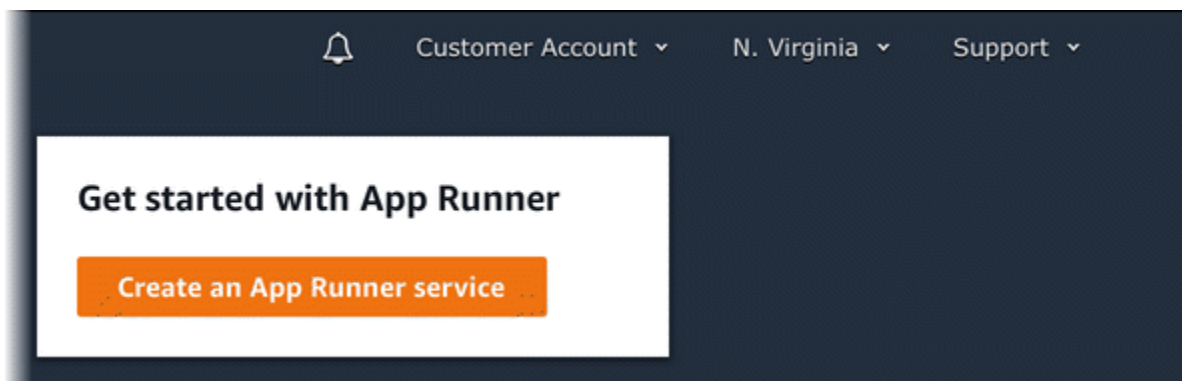 Customer Account N. Virginia Support
Get started with App Runner
Create an App Runner service